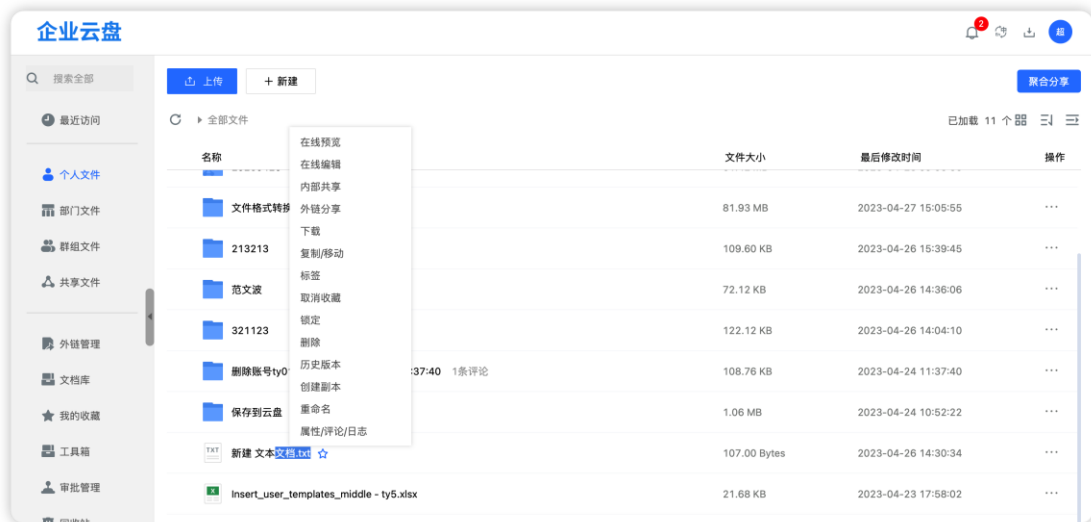 企业云盘
2
超
搜索全部
上传
+ 新建
聚合分享
最近访问
全部文件
已加载 11 个
个人文件
部门文件
群组文件
共享文件
外链管理
文档库
我的收藏
工具箱
审批管理
名称
文件大小
最后修改时间
操作
文件格式转换
81.93 MB
2023-04-27 15:05:55
213213
109.60 KB
2023-04-26 15:39:45
范文波
72.12 KB
2023-04-26 14:36:06
321123
122.12 KB
2023-04-26 14:04:10
删除账号ty0
:37:40
1条评论
108.76 KB
2023-04-24 11:37:40
保存到云盘
1.06 MB
2023-04-24 10:52:22
TXT
新建 文本文档.txt
107.00 Bytes
2023-04-26 14:30:34
X
Insert_user_templates_middle - ty5.xlsx
21.68 KB
2023-04-23 17:58:02
在线预览
在线编辑
内部共享
外链分享
下载
复制/移动
标签
取消收藏
锁定
删除
历史版本
创建副本
重命名
属性/评论/日志